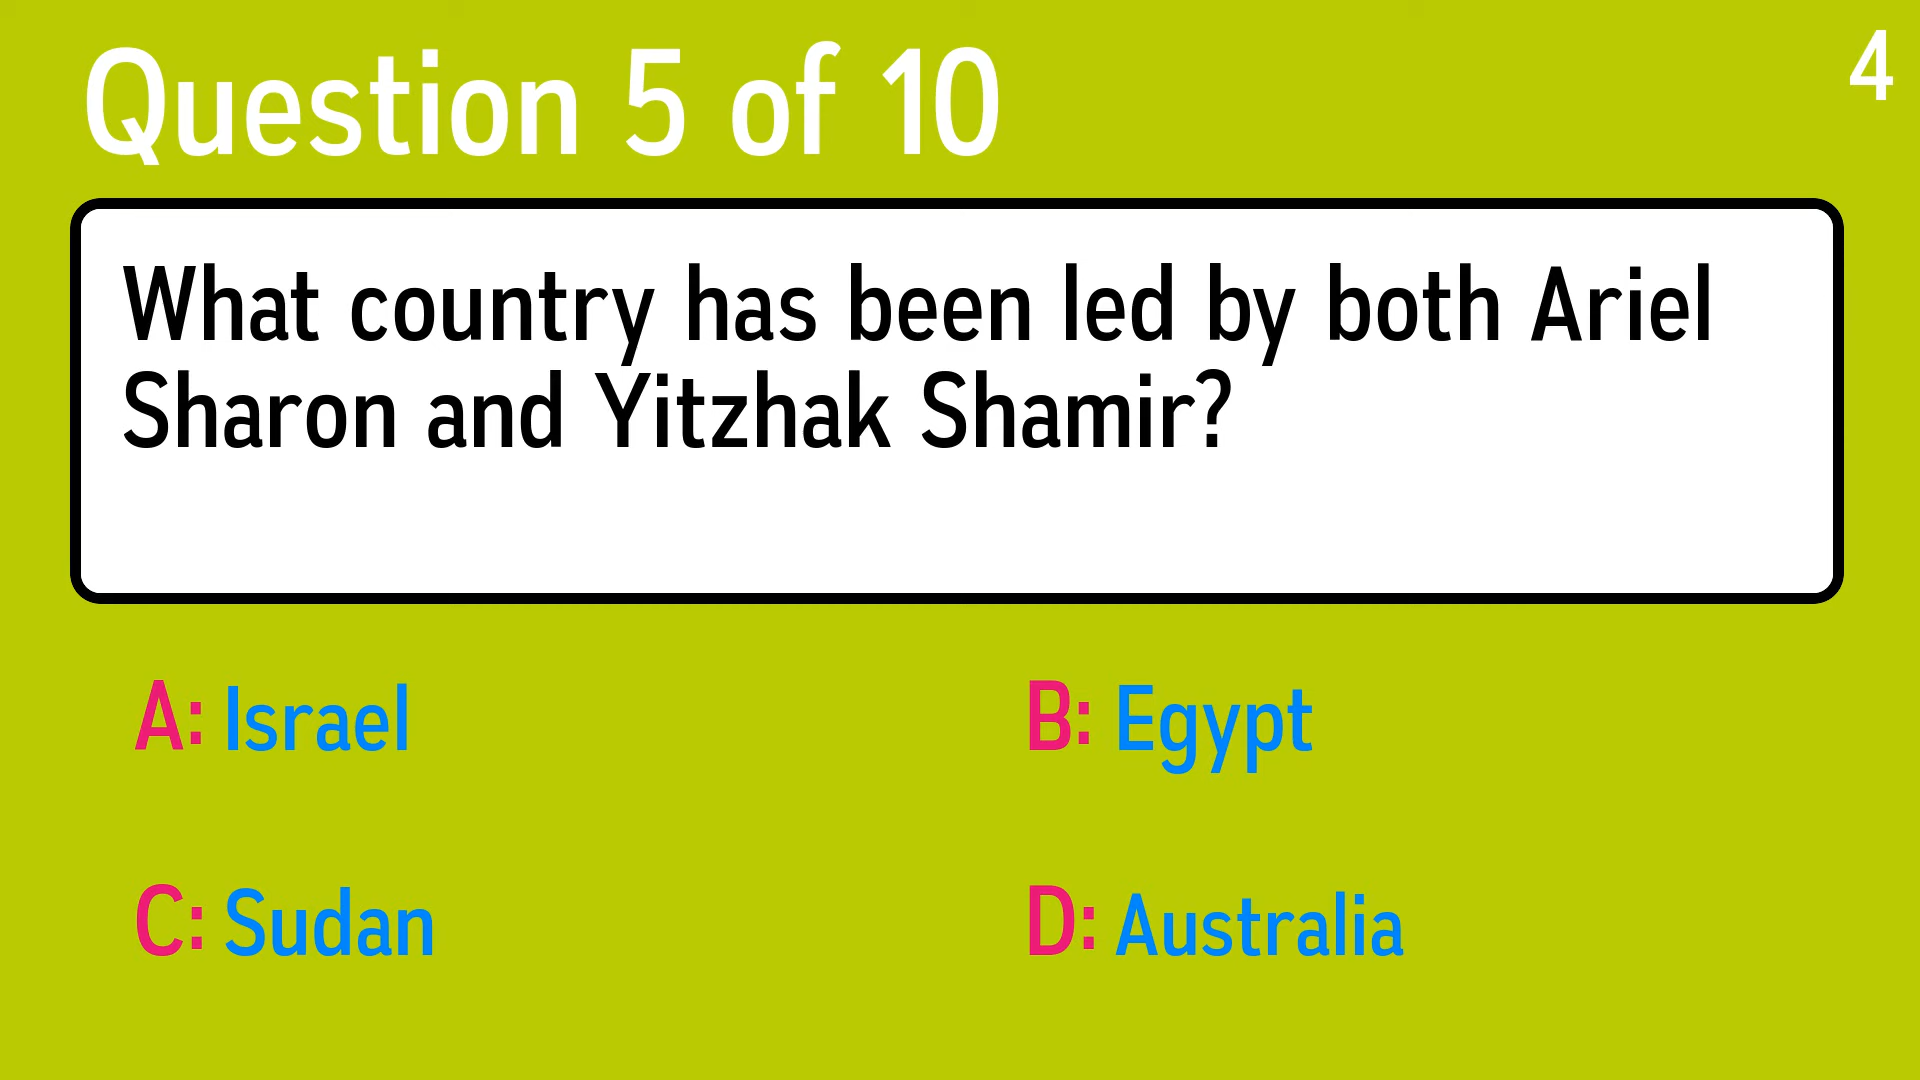 Question 5 of 10
4
What country has been led by both Ariel
Sharon and Yitzhak Shamir?
A: Israel
B: Egypt
C: Sudan
D: Australia